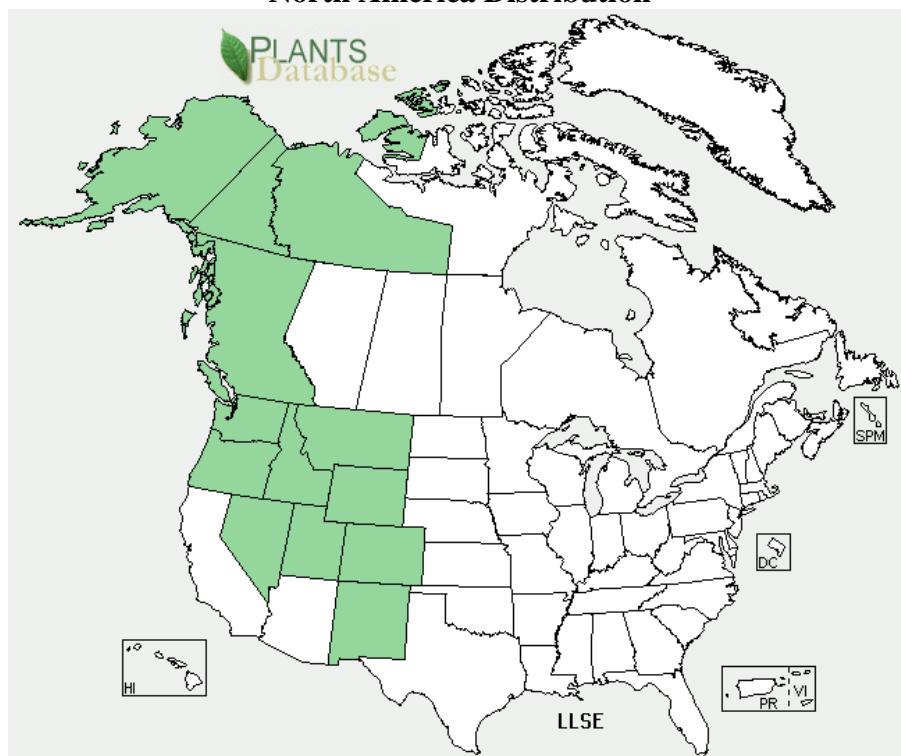 North America Distribution
PLANTS
Database
SPM
DC
HI
PR
VI
LLSE